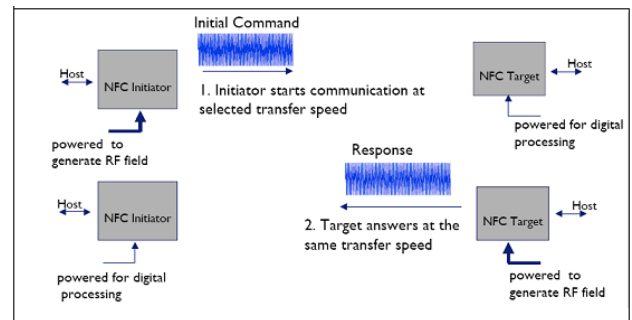 Initial Command
Host
NFC Initiator
1. Initiator starts communication at
selected transfer speed
powered to
generate RF field
NFC Target
Host
powered for digital
processing
Response
Host
NFC Initiator
2. Target answers at the
same transfer speed
powered for digital
processing
NFC Target
Host
powered to
generate RF field